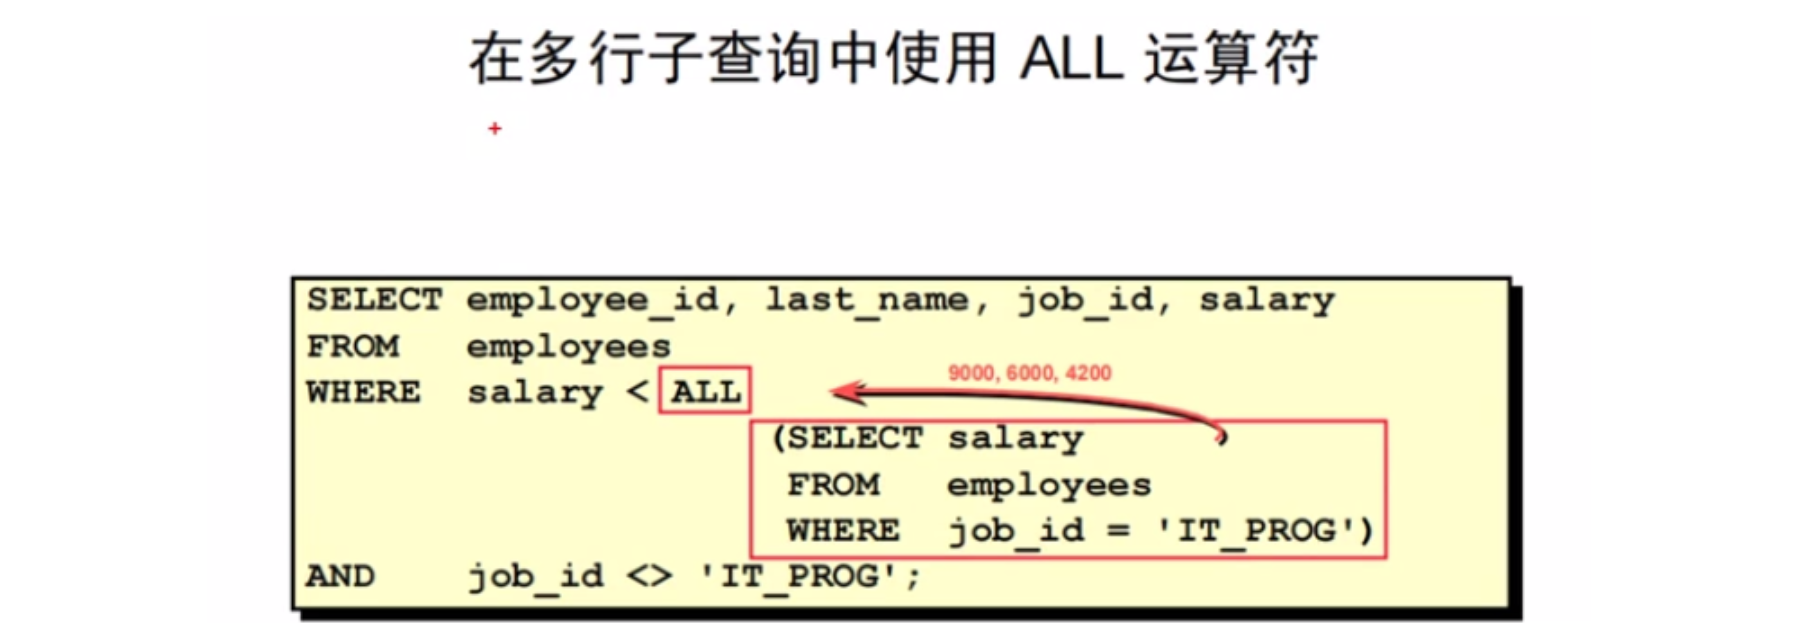 在多行子查询中使用 ALL 运算符
SELECT employee_id, last_name, job_id, salary
FROM employees
WHERE salary < ALL
9000, 6000, 4200
(SELECT salary
FROM employees
WHERE job_id = 'IT_PROG')
AND job_id <> 'IT_PROG';